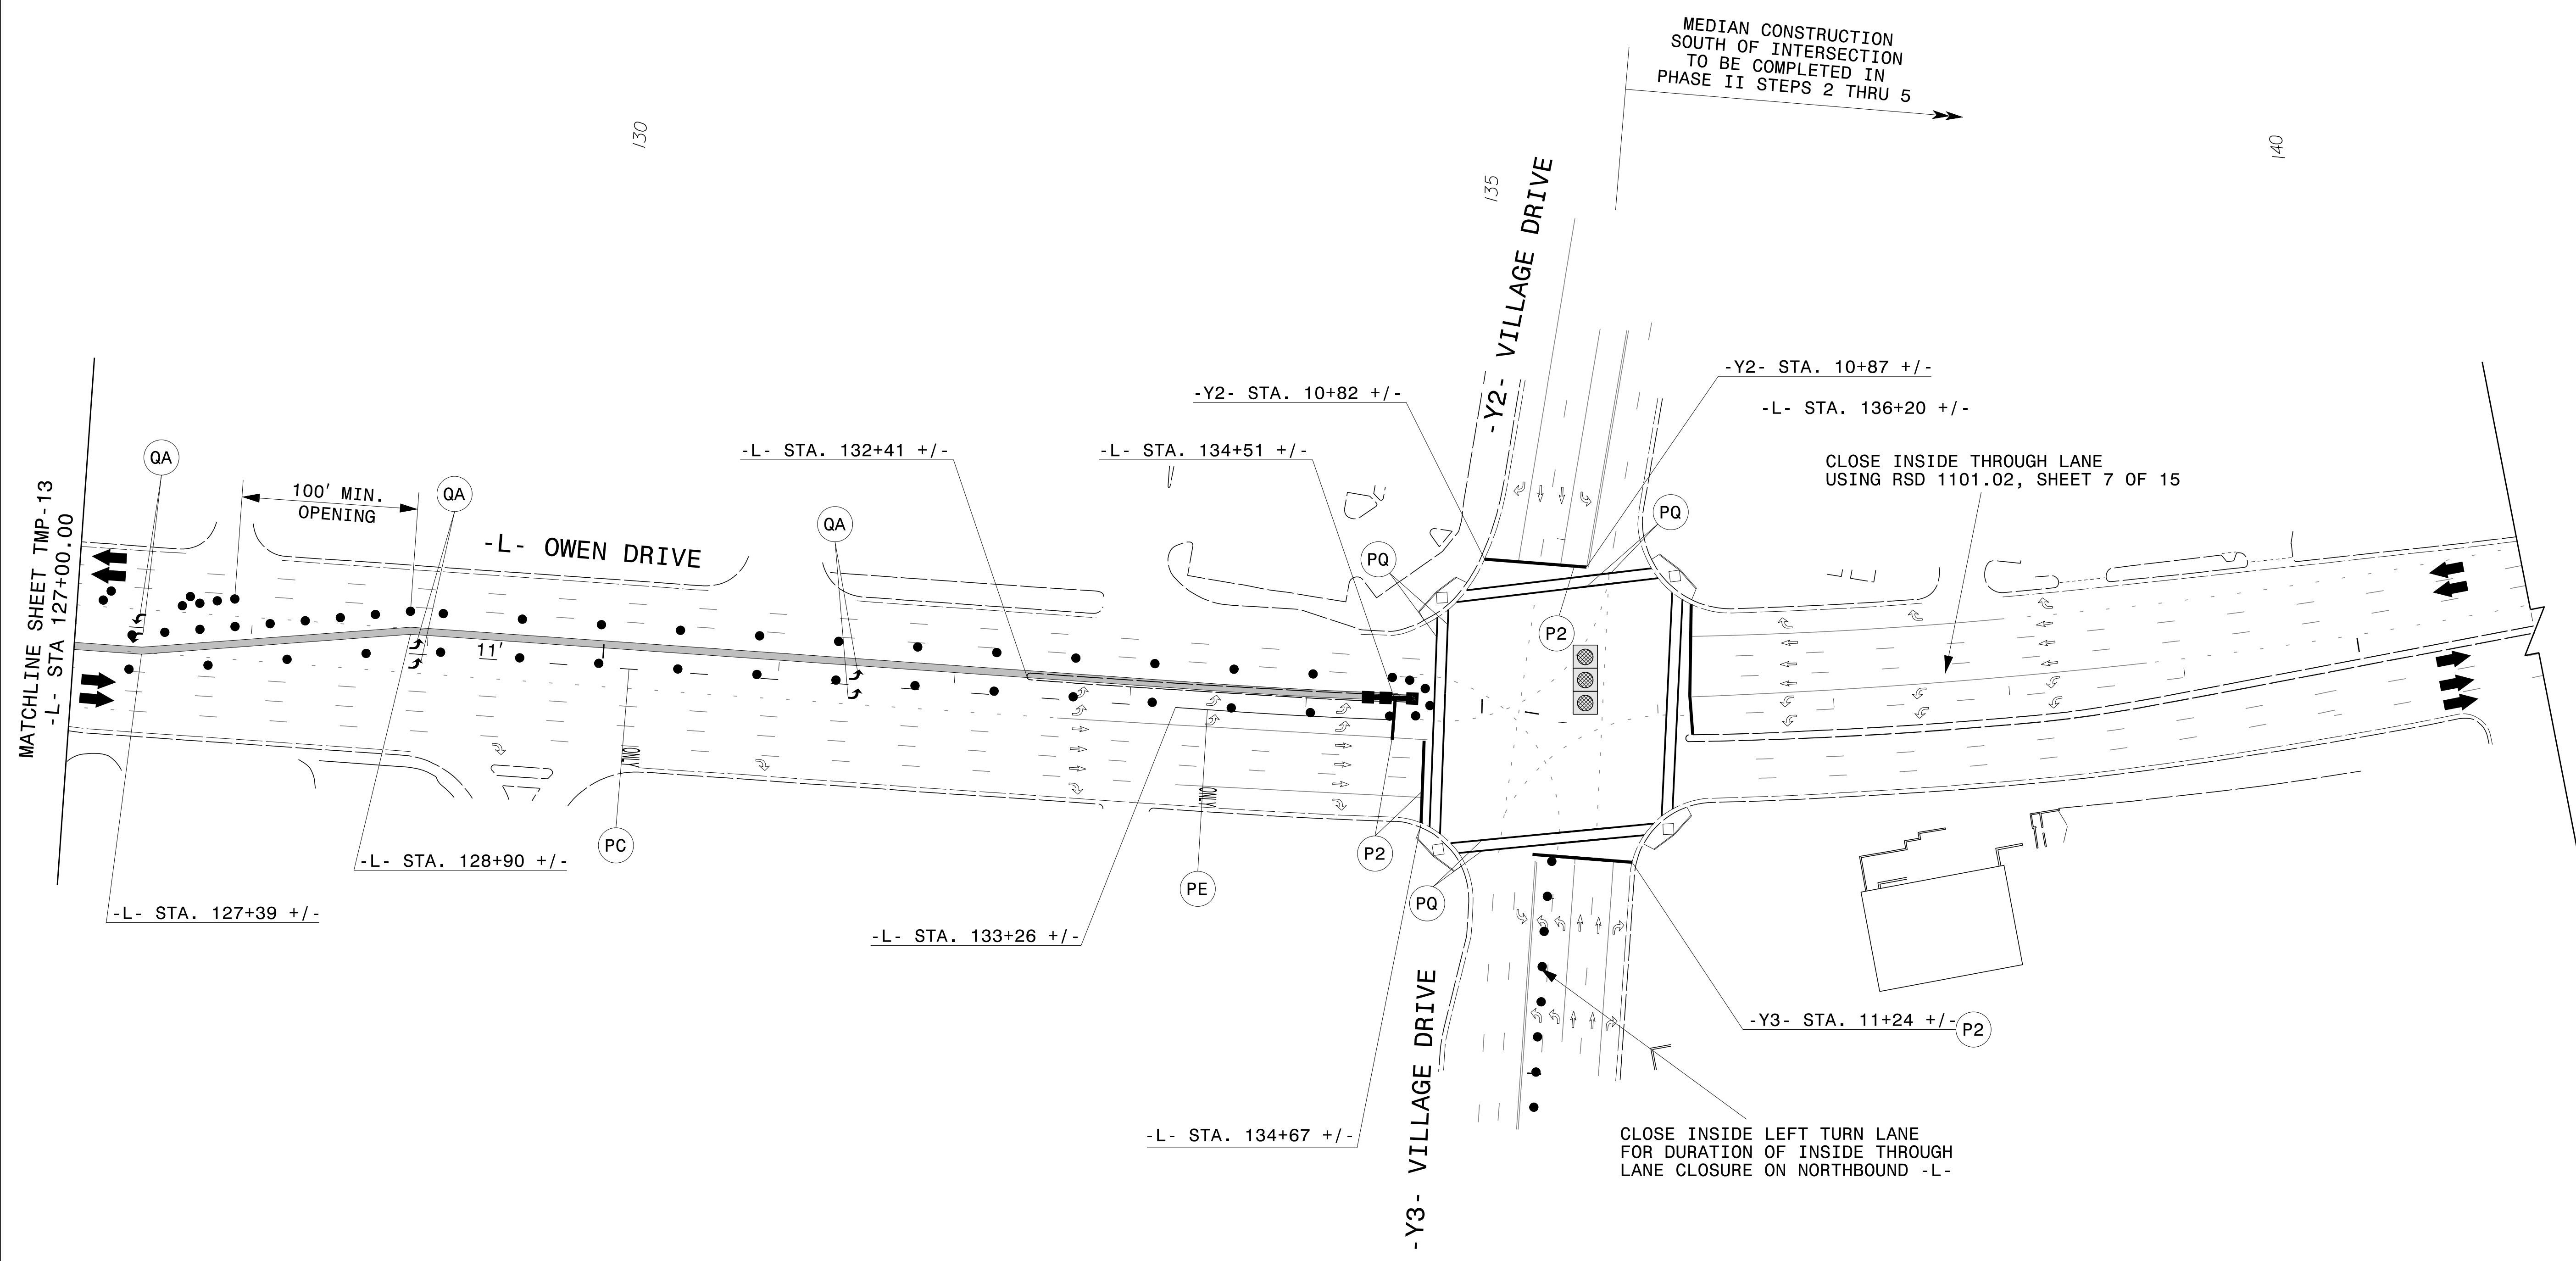 MEDIAN CONSTRUCTION
SOUTH OF INTERSECTION
TO BE COMPLETED IN
PHASE II STEPS 2 THRU 5
130
135
140
-Y2- VILLAGE DRIVE
-Y2- STA. 10+87 +/-
-L- STA. 136+20 +/-
-Y2- STA. 10+82 +/-
-L- STA. 132+41 +/-
-L- STA. 134+51 +/-
CLOSE INSIDE THROUGH LANE
USING RSD 1101.02, SHEET 7 OF 15
MATCHLINE SHEET TMP-13
-L- STA 127+00.00
QA
100' MIN.
OPENING
QA
QA
-L- OWEN DRIVE
PQ
PQ
P2
11'
ONLY
ONLY
PC
PE
P2
PQ
-L- STA. 128+90 +/-
-L- STA. 127+39 +/-
-L- STA. 133+26 +/-
-Y3- STA. 11+24 +/-
P2
-L- STA. 134+67 +/-
-Y3- VILLAGE DRIVE
CLOSE INSIDE LEFT TURN LANE
FOR DURATION OF INSIDE THROUGH
LANE CLOSURE ON NORTHBOUND -L-